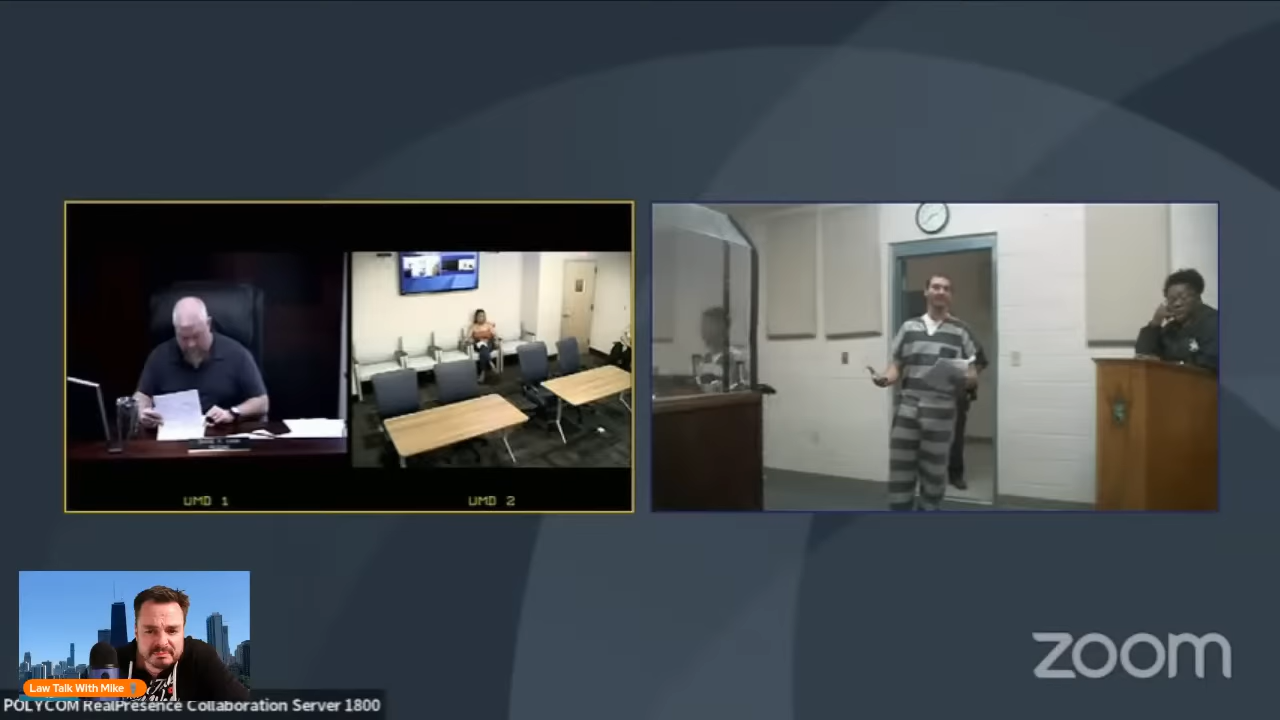 UMD 1
UMD 2
zoom
Law Talk With Mike
POLYCOM RealPresence Collaboration Server 1800